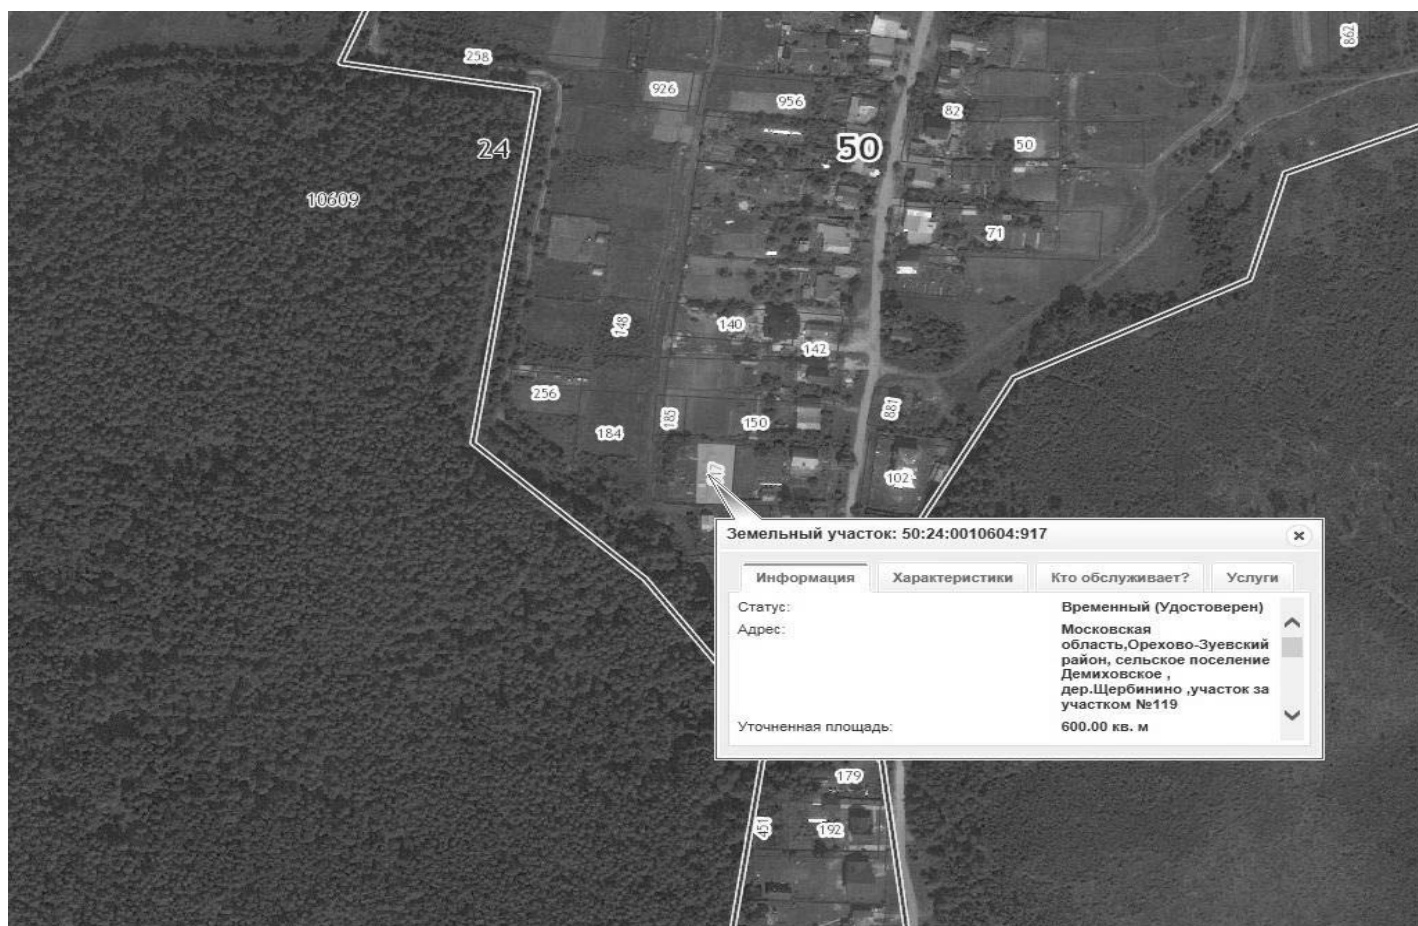 862
258
926
956
82
50
24
50
10609
71
148
140
142
256
881
185
150
184
102
Земельный участок: 50:24:0010604:917
Информация
Характеристики
Кто обслуживает?
Услуги
Статус:
Временный (Удостоверен)
Адрес:
Московская
область,Орехово-Зуевский
район, сельское поселение
Демиховское ,
дер.Щербинино ,участок за
участком №119
Уточненная площадь:
600.00 кв. м
179
451
192